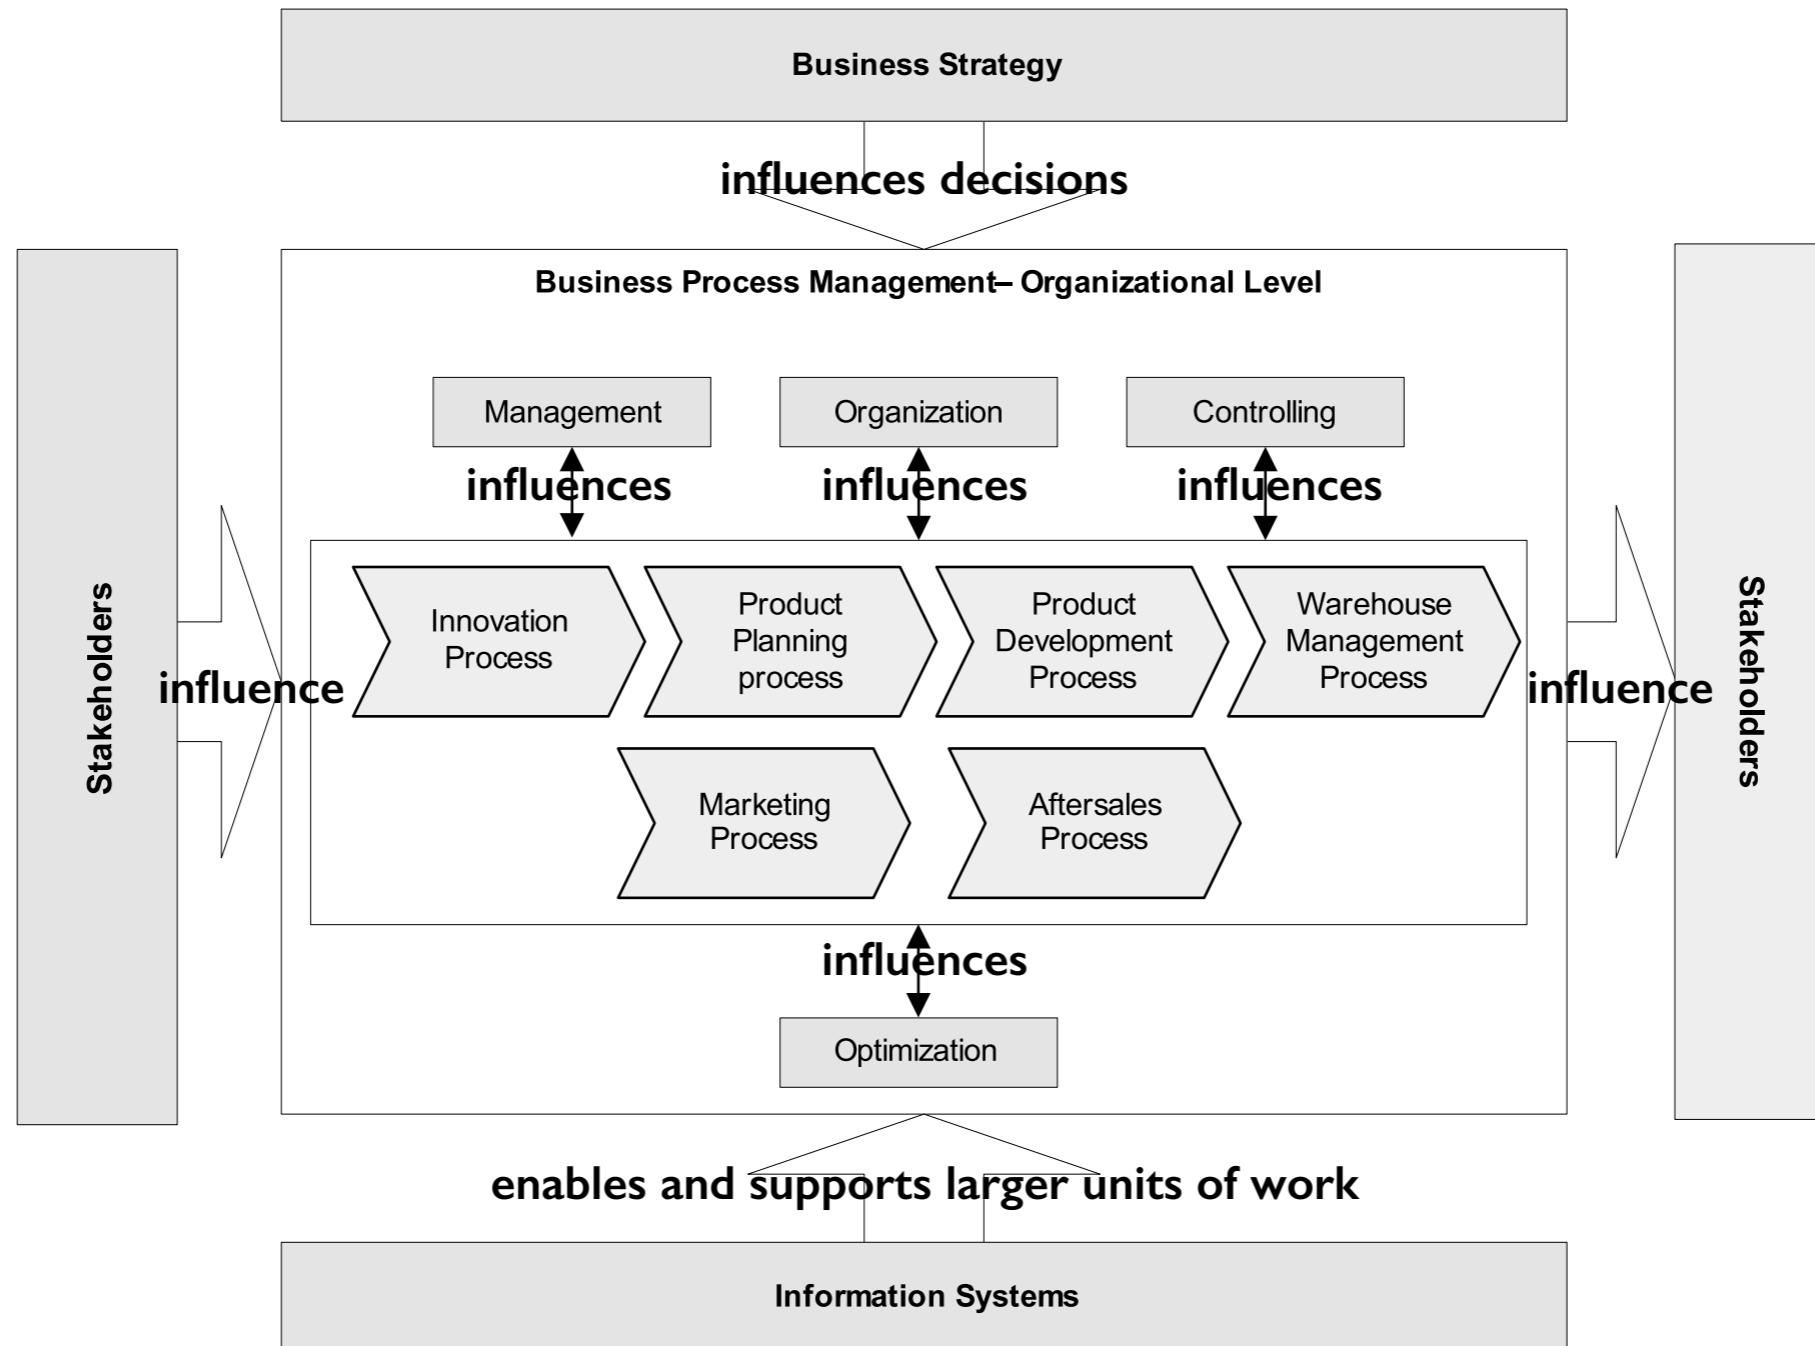 Business Strategy
influences decisions
Business Process Management– Organizational Level
Management
Organization
Controlling
influences
influences
influences
Stakeholders
influence
Innovation
Process
Product
Planning
process
Product
Development
Process
Warehouse
Management
Process
influence
Stakeholders
Marketing
Process
Aftersales
Process
influences
Optimization
enables and supports larger units of work
Information Systems